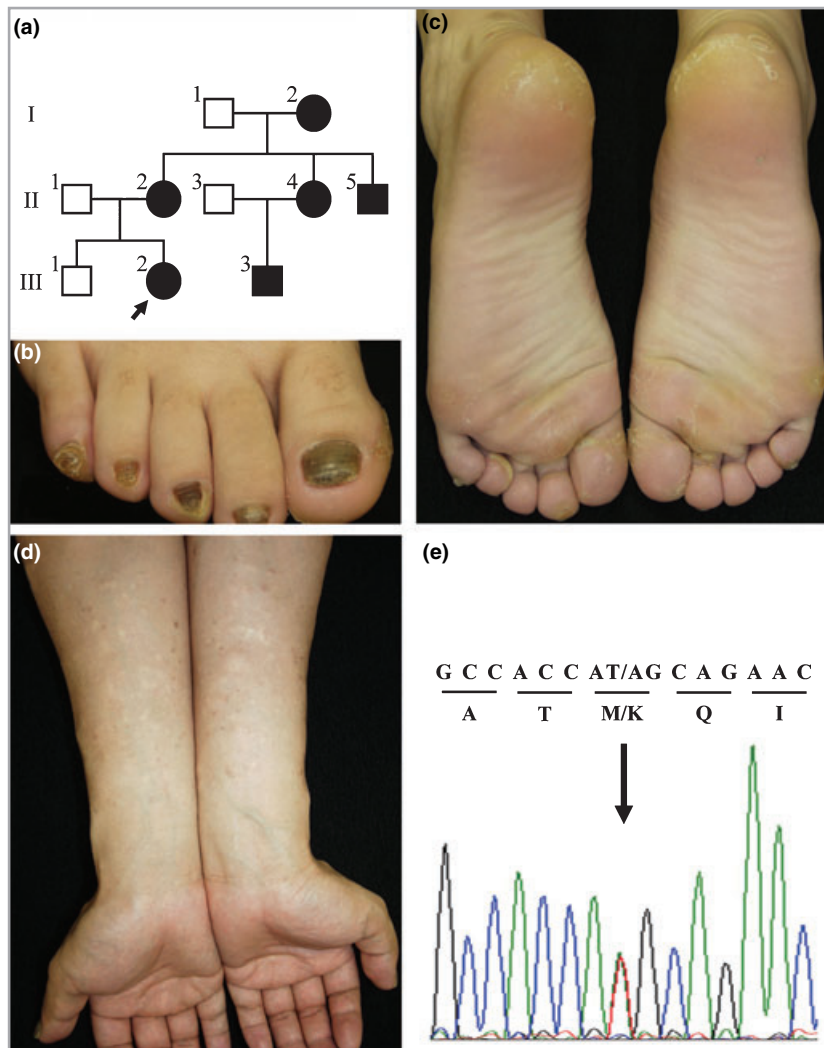 (a)
1 2
I
1 2 3 4 5
II
1 2 3
III
(b)
(c)
(d)
(e)
G C C A C C AT/AG C A G A A C
A T M/K Q I